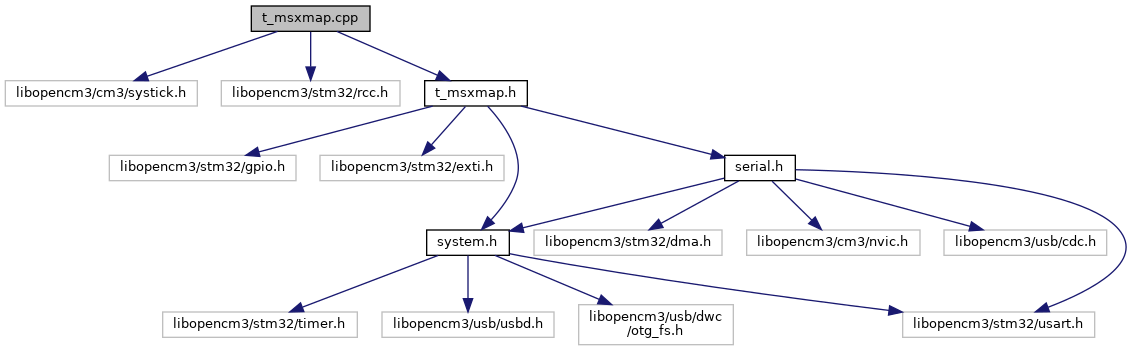 t_msxmap.cpp
libopencm3/cm3/systick.h
libopencm3/stm32/rcc.h
t_msxmap.h
libopencm3/stm32/gpio.h
libopencm3/stm32/exti.h
serial.h
system.h
libopencm3/stm32/dma.h
libopencm3/cm3/nvic.h
libopencm3/usb/cdc.h
libopencm3/stm32/timer.h
libopencm3/usb/usbd.h
libopencm3/usb/dwc
/otg_fs.h
libopencm3/stm32/usart.h